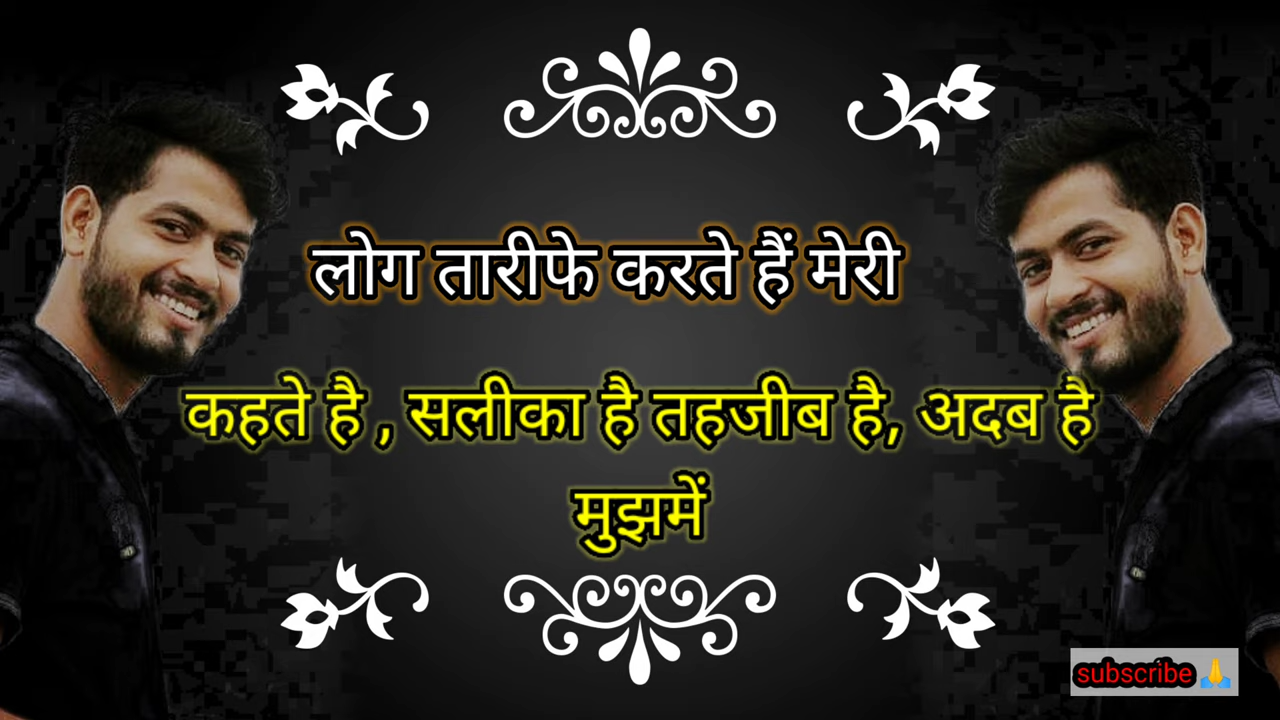 लोग तारीफे करते हैं मेरी
कहते है , सलीका है तहजीब है, अदब है
मुझमें
subscribe 🙏